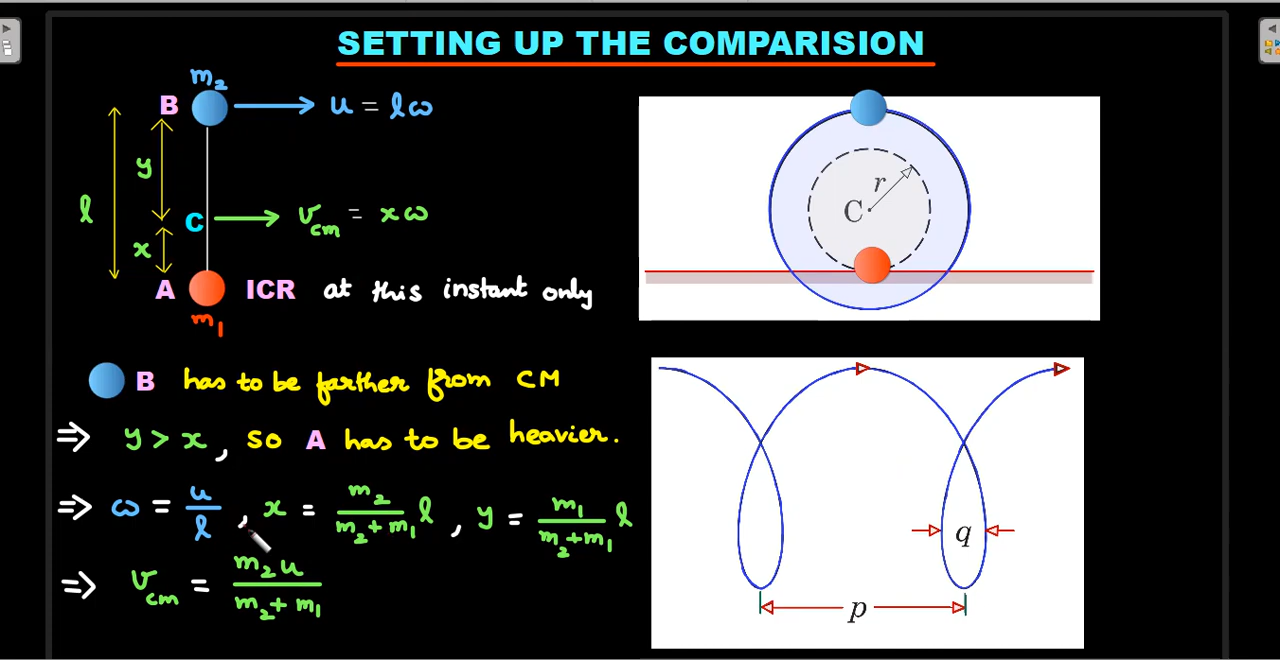 SETTING UP THE COMPARISION
m₂
B
u = lω
y
l
C
v_cm = xω
x
A
ICR at this instant only
m₁
r
C
B has to be farther from CM
⇒ y > x, so A has to be heavier.
⇒ ω = u/l, x = m₂/(m₂+m₁) l, y = m₁/(m₂+m₁) l
⇒ v_cm = m₂u/(m₂+m₁)
q
p